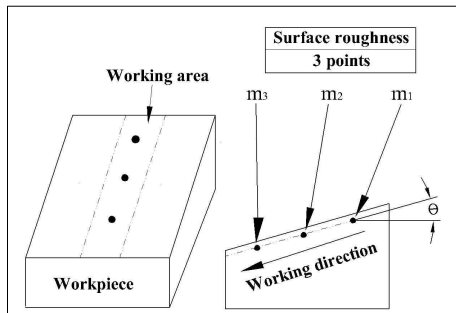 Surface roughness
3 points
Working area
m₃ m₂ m₁
θ
Working direction
Workpiece